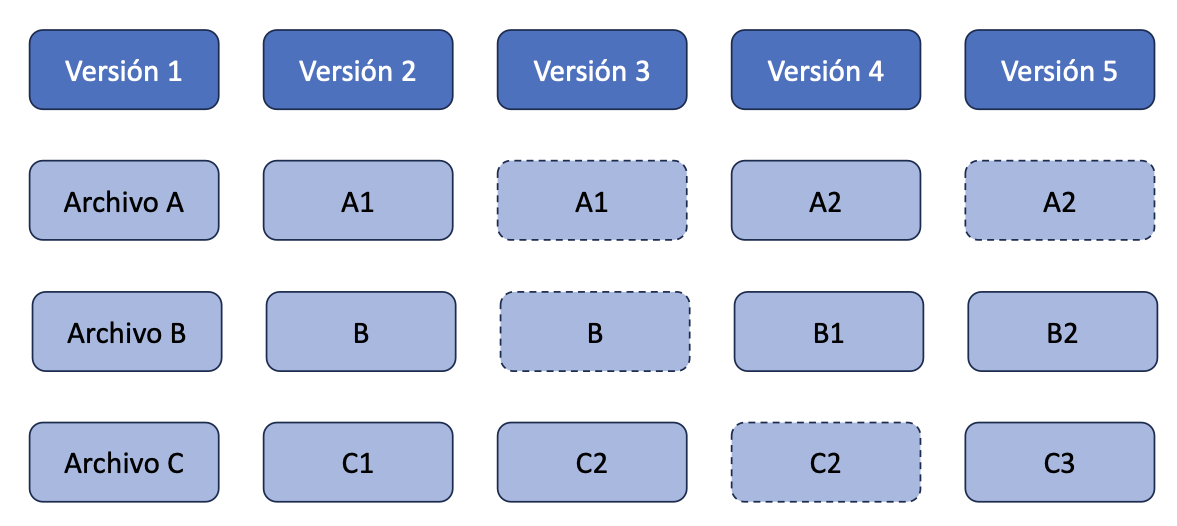 Versión 1 Versión 2 Versión 3 Versión 4 Versión 5
Archivo A A1 A1 A2 A2
Archivo B B B B1 B2
Archivo C C1 C2 C2 C3